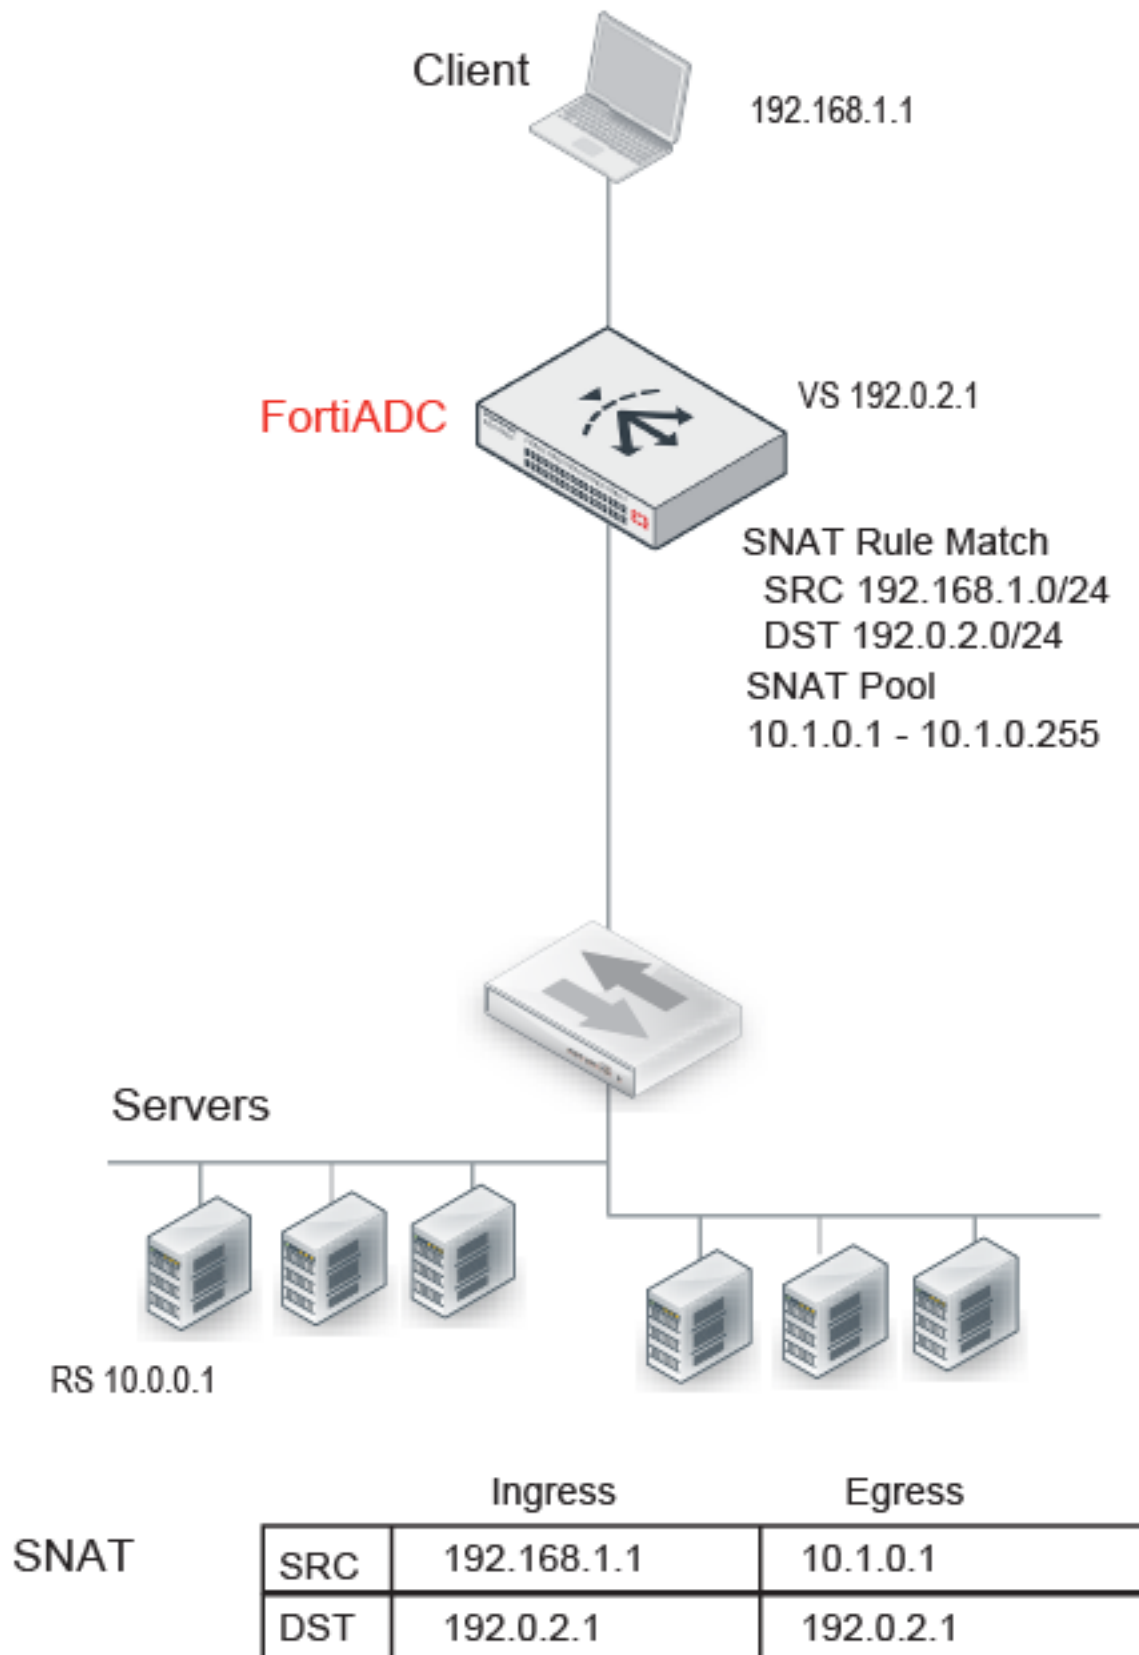 Client
192.168.1.1
FortiADC
VS 192.0.2.1
SNAT Rule Match
SRC 192.168.1.0/24
DST 192.0.2.0/24
SNAT Pool
10.1.0.1 - 10.1.0.255
Servers
RS 10.0.0.1
Ingress Egress
SNAT SRC 192.168.1.1 10.1.0.1
DST 192.0.2.1 192.0.2.1